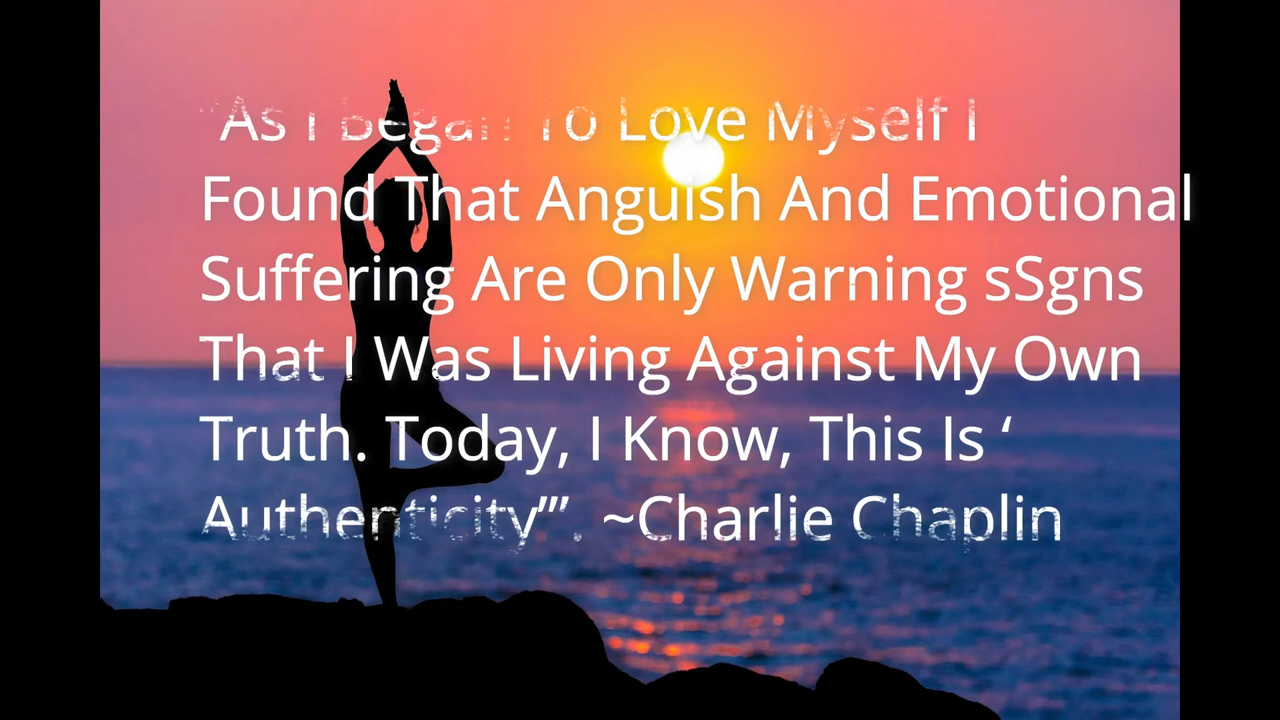 “As I Began To Love Myself I
Found That Anguish And Emotional
Suffering Are Only Warning sSgns
That I Was Living Against My Own
Truth. Today, I Know, This Is ‘
Authenticity”’. ~Charlie Chaplin